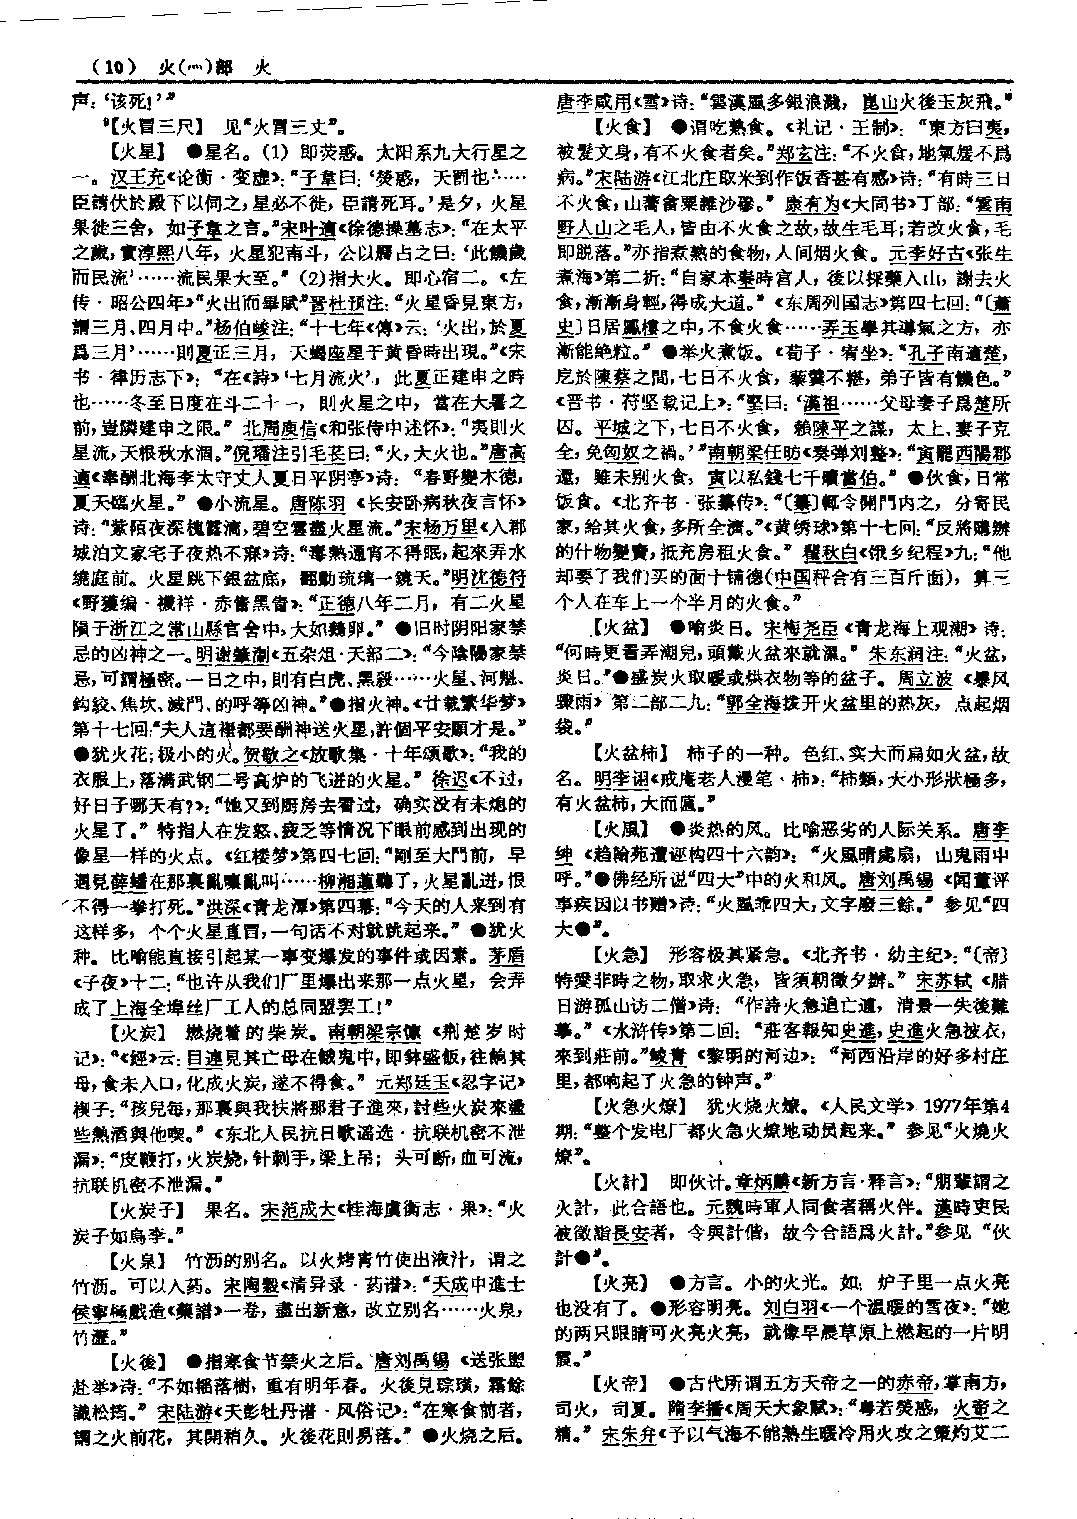 （10） 火(灬)部 火
声：‘该死！’”
【火冒三尺】 见“火冒三丈”。
【火星】 ●星名。(1) 即荧惑。太阳系九大行星之
一。汉王充《论衡·变虚》：“子韋曰：‘熒惑，天罰也……
臣請伏於殿下以伺之，星必不徙，臣請死耳。’是夕，火星
果徙三舍，如子韋之言。”宋叶適《徐德操墓志》：“在太平
之歲，實淳熙八年，火星犯南斗，公以曆占之曰：‘此饑歲
而民流’……流民果大至。”(2)指大火。即心宿二。《左
传·昭公四年》“火出而畢賦”晋杜预注：“火星昏見東方，
謂三月、四月中。”杨伯峻注：“十七年《傳》云：‘火出，於夏
爲三月’……則夏正三月，天蝎座星于黄昏時出現。”《宋
书·律历志下》：“在《詩》‘七月流火’，此夏正建申之時
也……冬至日度在斗二十一，則火星之中，當在大暑之
前，豈隣建申之限。”北周庾信《和张侍中述怀》：“夷則火
星流，天根秋水涸。”倪璠注引毛萇曰：“火，大火也。”唐高
適《奉酬北海李太守丈人夏日平阴亭》诗：“春野變木德，
夏天臨火星。”●小流星。唐陈羽《长安卧病秋夜言怀》
诗：“紫陌夜深槐露滴，碧空雲盡火星流。”宋杨万里《入郡
城泊文家宅子夜热不寐》诗：“毒熱通宵不得眠，起來弄水
繞庭前。火星跳下銀盆底，翻動琉璃一鏡天。”明沈德符
《野獲编·禨祥·赤眚黑眚》：“正德八年二月，有二火星
隕于浙江之常山縣官舍中，大如鵝卵。”●旧时阴阳家禁
忌的凶神之一。明谢肇淛《五杂俎·天部二》：“今陰陽家禁
忌，可謂極密。一日之中，則有白虎、黑殺……火星、河魁、
鈎鉸、焦坎、滅門、的呼等凶神。”●指火神。《廿载繁华梦》
第十七回：“夫人這裡都要酬神送火星，許個平安願才是。”
●犹火花；极小的火。贺敬之《放歌集·十年颂歌》：“我的
衣服上，落满武钢二号高炉的飞迸的火星。”徐迟《不过，
好日子哪天有？》：“她又到厨房去看过，确实没有未熄的
火星了。”特指人在发怒、疲乏等情况下眼前感到出现的
像星一样的火点。《红楼梦》第四七回：“剛至大門前，早
遇見薛蟠在那裏亂嚷亂叫……柳湘蓮聽了，火星亂迸，恨
不得一拳打死。”洪深《青龙潭》第四幕：“今天的人来到有
这样多，个个火星直冒，一句话不对就跳起来。”●犹火
种。比喻能直接引起某一事变爆发的事件或因素。茅盾
《子夜》十二：“也许从我们厂里爆出来那一点火星，会弄
成了上海全埠丝厂工人的总同盟罢工！”
【火炭】 燃烧着的柴炭。南朝梁宗懔《荆楚岁时
记》：“《經》云：目連見其亡母在餓鬼中，即鉢盛飯，往餉其
母，食未入口，化成火炭，遂不得食。”元郑廷玉《忍字记》
楔子：“孩兒每，那裏與我扶將那君子進來，討些火炭來盪
些熱酒與他喫。”《东北人民抗日歌谣选·抗联机密不泄
漏》：“皮鞭打，火炭烧，针刺手，梁上吊；头可断，血可流，
抗联机密不泄漏。”
【火炭子】 果名。宋范成大《桂海虞衡志·果》：“火
炭子如烏李。”
【火泉】 竹沥的别名。以火烤青竹使出液汁，谓之
竹沥。可以入药。宋陶穀《清异录·药谱》：“天成中進士
侯寧極戲造《藥譜》一卷，盡出新意，改立别名……火泉，
竹瀝。”
【火後】 ●指寒食节禁火之后。唐刘禹锡《送张盥
赴举》诗：“不如搖落樹，重有明年春。火後見琮璜，霜餘
識松筠。”宋陆游《天彭牡丹谱·风俗记》：“在寒食前者，
謂之火前花，其開稍久。火後花則易落。”●火烧之后。
唐李咸用《雪》诗：“雲漢風多銀浪濺，崑山火後玉灰飛。”
【火食】 ●谓吃熟食。《礼记·王制》：“東方曰夷，
被髮文身，有不火食者矣。”郑玄注：“不火食，地氣煖不爲
病。”宋陆游《江北庄取米到作饭香甚有感》诗：“有時三日
不火食，山蕎畬粟雜沙磣。”康有为《大同书》丁部：“雲南
野人山之毛人，皆由不火食之故，故生毛耳；若改火食，毛
即脱落。”亦指煮熟的食物，人间烟火食。元李好古《张生
煮海》第二折：“自家本秦時宮人，後以採藥入山，謝去火
食，漸漸身輕，得成大道。”《东周列国志》第四七回：“〔蕭
史〕日居鳳樓之中，不食火食……弄玉學其導氣之方，亦
漸能絶粒。”●举火煮饭。《荀子·宥坐》：“孔子南適楚，
戹於陳蔡之間，七日不火食，藜羹不糂，弟子皆有饑色。”
《晋书·苻坚载记上》：“堅曰：‘漢祖……父母妻子爲楚所
囚。平城之下，七日不火食，賴陳平之謀，太上、妻子克
全，免匈奴之禍。’”南朝梁任昉《奏弹刘整》：“寅罷西陽郡
還，雖未别火食，寅以私錢七千贖當伯。”●伙食，日常
饭食。《北齐书·张纂传》：“〔纂〕輒令開門内之，分寄民
家，給其火食，多所全濟。”《黄绣球》第十七回：“反將購辦
的什物變賣，抵充房租火食。”瞿秋白《俄乡纪程》九：“他
却要了我们买的面十铺德(中国秤合有三百斤面)，算三
个人在车上一个半月的火食。”
【火盆】 ●喻炎日。宋梅尧臣《青龙海上观潮》诗：
“何時更看弄潮兒，頭戴火盆來就濕。”朱东润注：“火盆，
炎日。”●盛炭火取暖或烘衣物等的盆子。周立波《暴风
骤雨》第二部二九：“郭全海拨开火盆里的热灰，点起烟
袋。”
【火盆柿】 柿子的一种。色红、实大而扁如火盆，故
名。明李诩《戒庵老人漫笔·柿》：“柿類，大小形狀極多，
有火盆柿，大而匾。”
【火風】 ●炎热的风。比喻恶劣的人际关系。唐李
绅《趋翰苑遭诬构四十六韵》：“火風晴處扇，山鬼雨中
呼。”●佛经所说“四大”中的火和风。唐刘禹锡《闻董评
事疾因以书赠》诗：“火風乖四大，文字廢三餘。”参见“四
大●”。
【火急】 形容极其紧急。《北齐书·幼主纪》：“〔帝〕
特愛非時之物，取求火急，皆須朝徵夕辦。”宋苏轼《腊
日游孤山访二僧》诗：“作詩火急追亡逋，清景一失後難
摹。”《水浒传》第二回：“莊客報知史進，史進火急披衣，
來到莊前。”峻青《黎明的河边》：“河西沿岸的好多村庄
里，都响起了火急的钟声。”
【火急火燎】 犹火烧火燎。《人民文学》1977年第4
期：“整个发电厂都火急火燎地动员起来。”参见“火燒火
燎”。
【火計】 即伙计。章炳麟《新方言·释言》：“朋輩謂之
火計，此合語也。元魏時軍人同食者稱火伴。漢時吏民
被徵詣長安者，令與計偕，故今合語爲火計。”参见“伙
計●”。
【火亮】 ●方言。小的火光。如：炉子里一点火亮
也没有了。●形容明亮。刘白羽《一个温暖的雪夜》：“她
的两只眼睛可火亮火亮，就像早晨草原上燃起的一片明
霞。”
【火帝】 ●古代所谓五方天帝之一的赤帝，掌南方，
司火，司夏。隋李播《周天大象赋》：“粤若熒惑，火帝之
精。”宋朱弁《予以气海不能熟生暖冷用火攻之策灼艾二